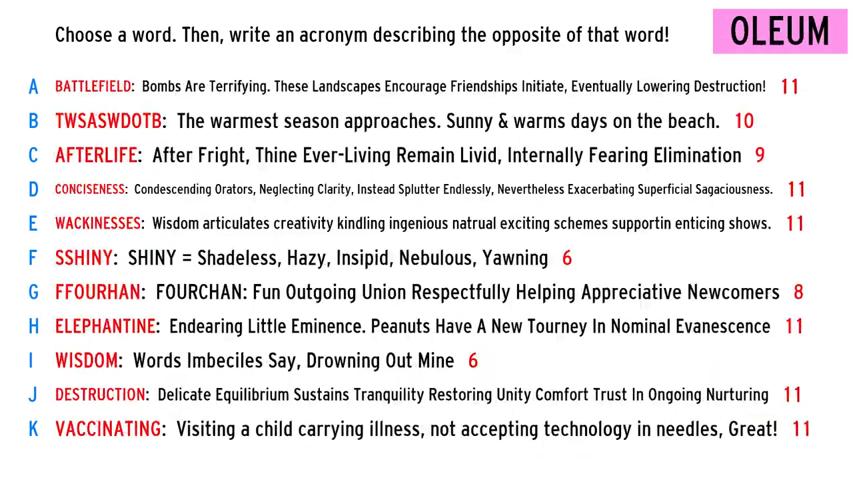 Choose a word. Then, write an acronym describing the opposite of that word!
OLEUM
A BATTLEFIELD: Bombs Are Terrifying. These Landscapes Encourage Friendships Initiate, Eventually Lowering Destruction! 11
B TWSASWDOTB: The warmest season approaches. Sunny & warms days on the beach. 10
C AFTERLIFE: After Fright, Thine Ever-Living Remain Livid, Internally Fearing Elimination 9
D CONCISENESS: Condescending Orators, Neglecting Clarity, Instead Splutter Endlessly, Nevertheless Exacerbating Superficial Sagaciousness. 11
E WACKINESSES: Wisdom articulates creativity kindling ingenious natrual exciting schemes supportin enticing shows. 11
F SSHINY: SHINY = Shadeless, Hazy, Insipid, Nebulous, Yawning 6
G FFOURHAN: FOURCHAN: Fun Outgoing Union Respectfully Helping Appreciative Newcomers 8
H ELEPHANTINE: Endearing Little Eminence. Peanuts Have A New Tourney In Nominal Evanescence 11
I WISDOM: Words Imbeciles Say, Drowning Out Mine 6
J DESTRUCTION: Delicate Equilibrium Sustains Tranquility Restoring Unity Comfort Trust In Ongoing Nurturing 11
K VACCINATING: Visiting a child carrying illness, not accepting technology in needles, Great! 11